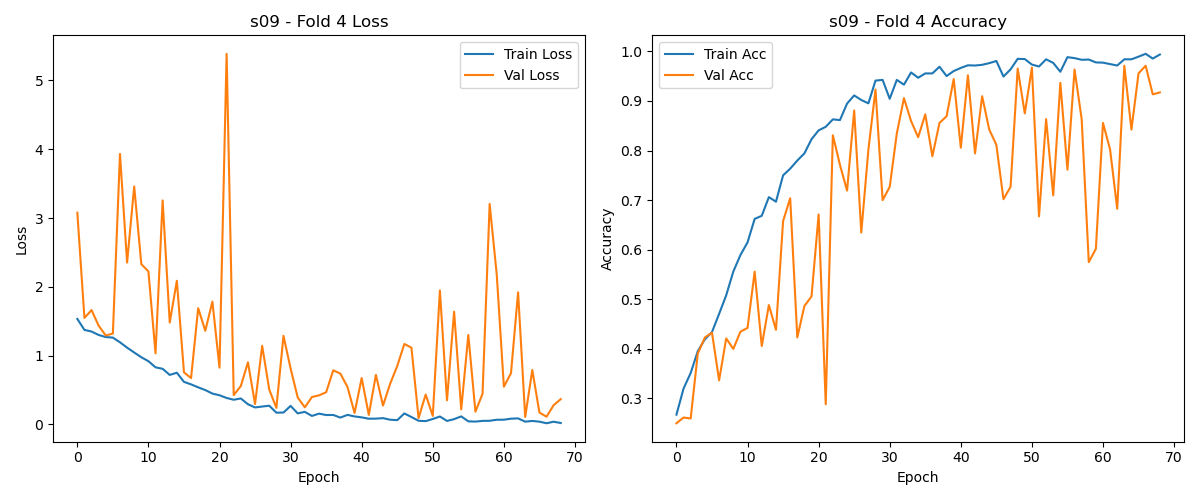 s09 - Fold 4 Loss
Train Loss
Val Loss
5
4
3
2
1
0
Loss
0 10 20 30 40 50 60 70
Epoch
s09 - Fold 4 Accuracy
Train Acc
Val Acc
1.0
0.9
0.8
0.7
0.6
0.5
0.4
0.3
Accuracy
0 10 20 30 40 50 60 70
Epoch